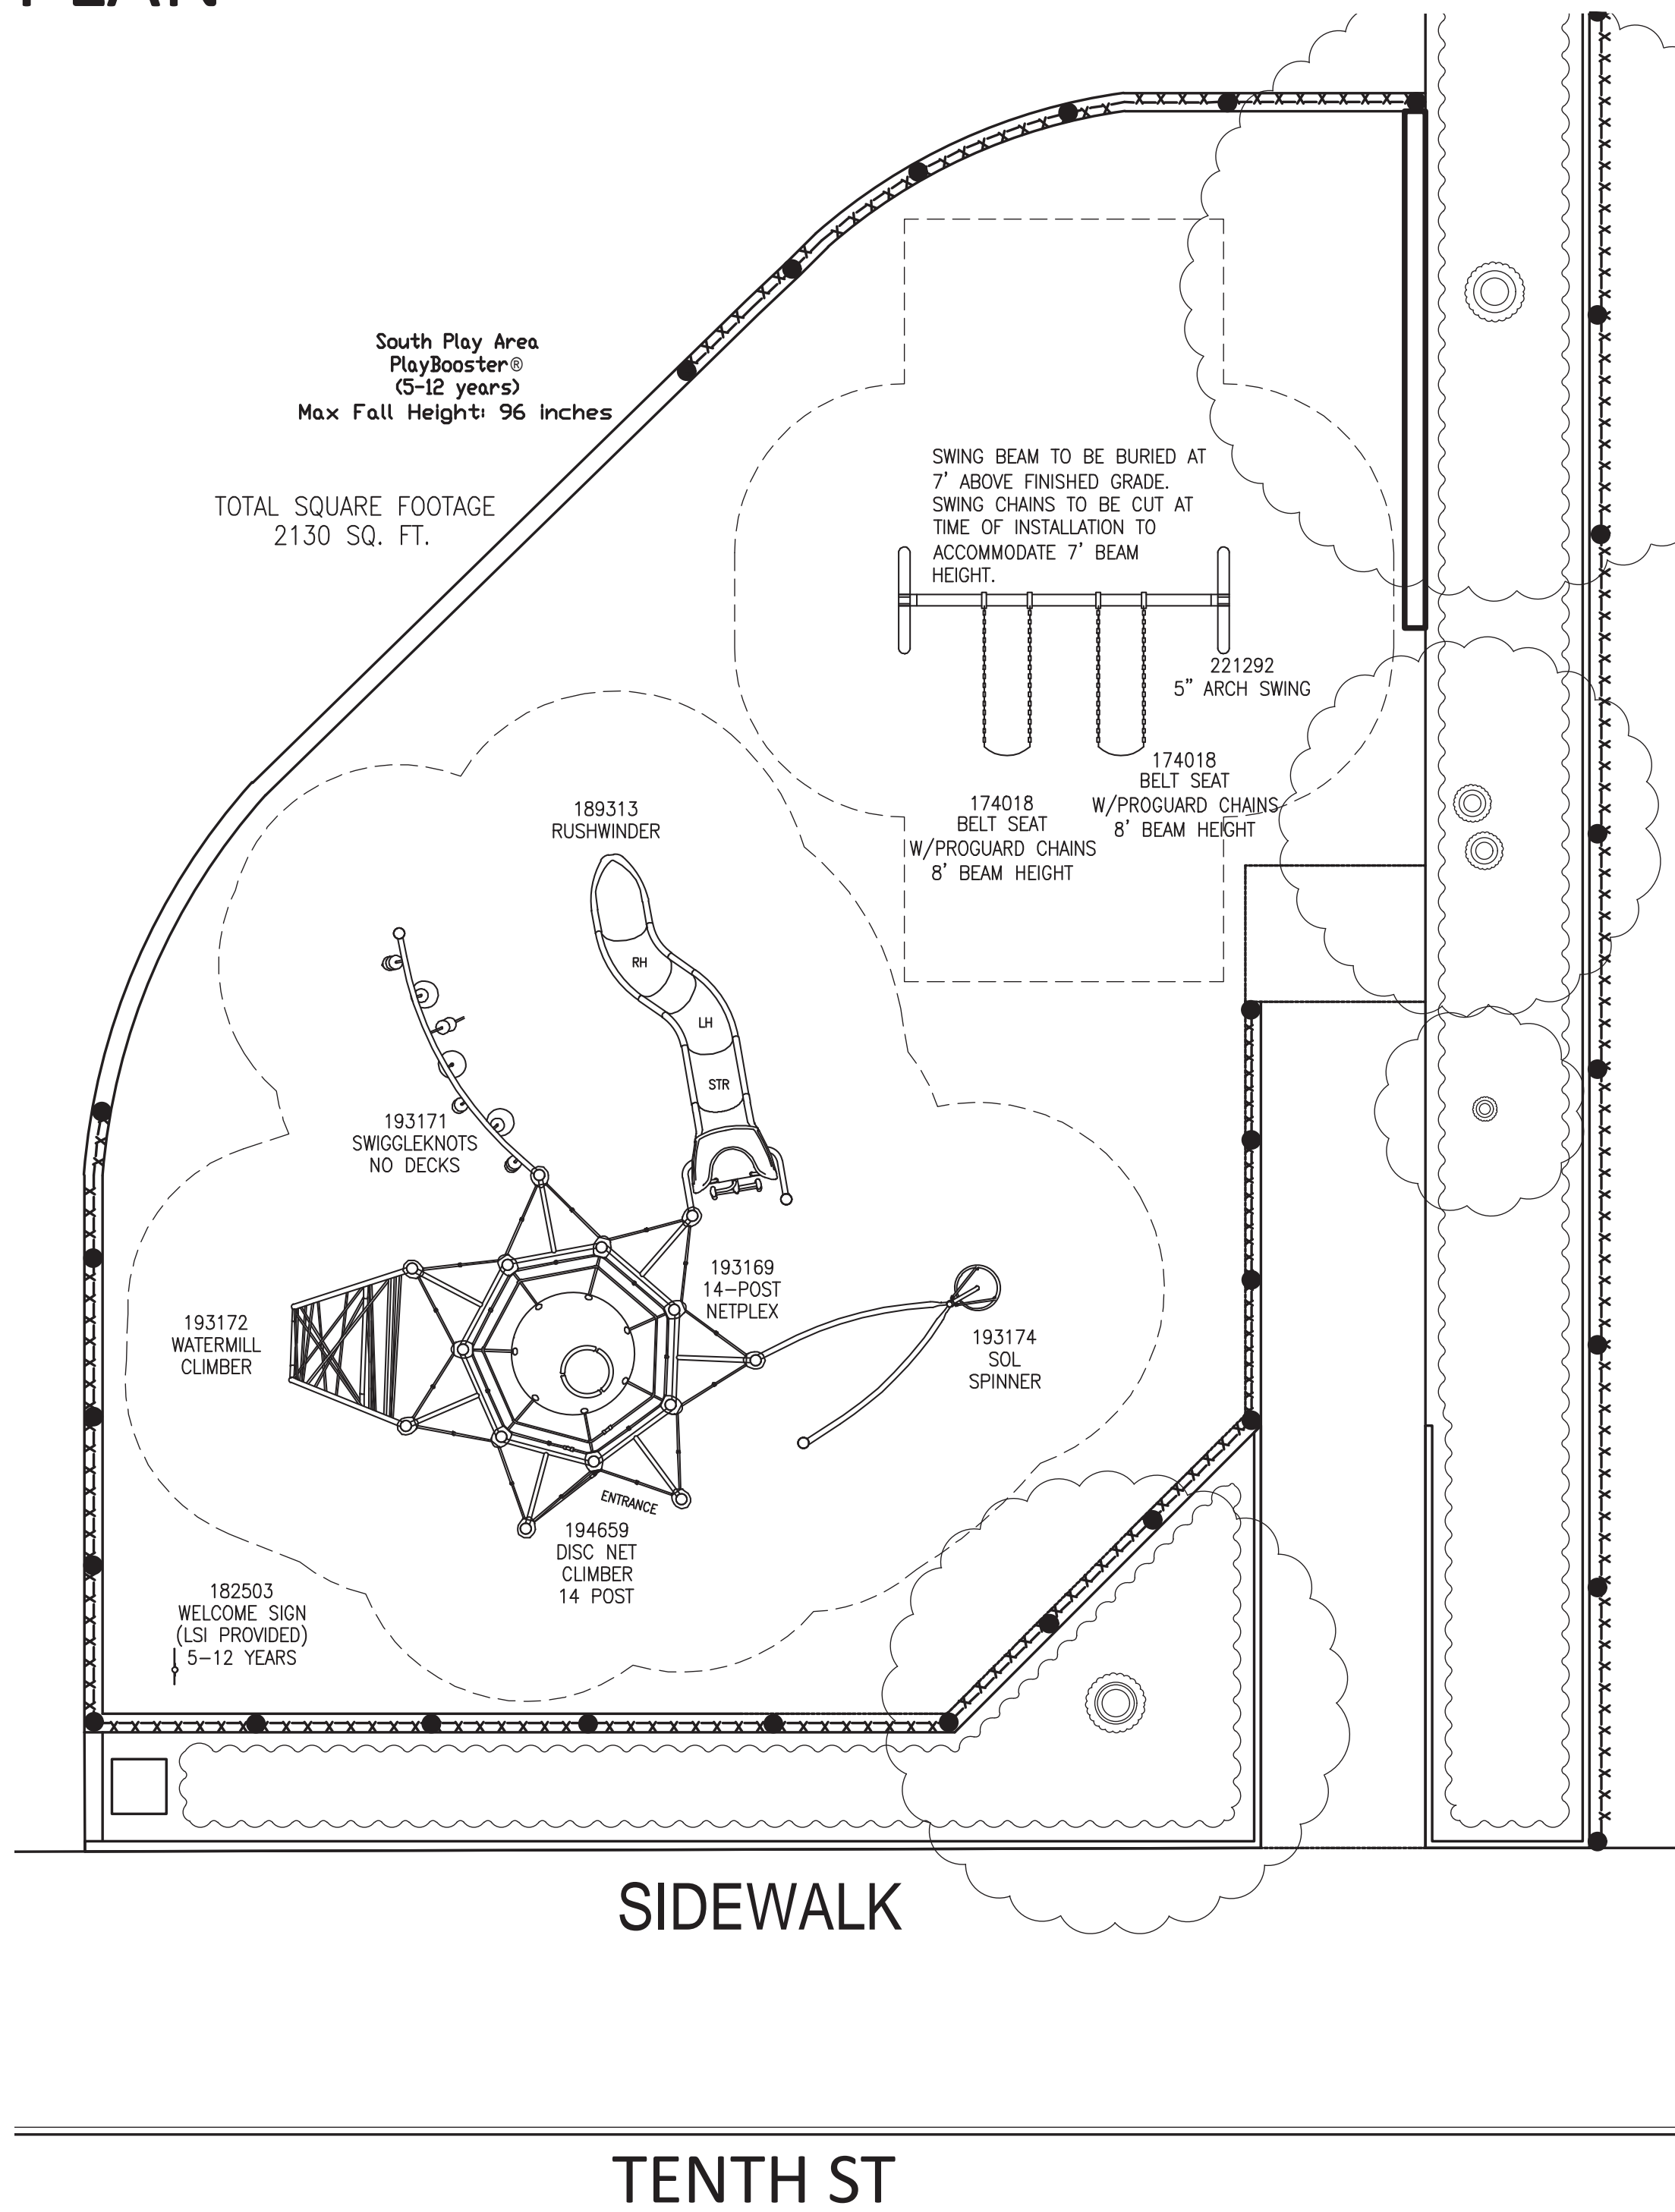 South Play Area
PlayBooster®
(5-12 years)
Max Fall Height: 96 inches
TOTAL SQUARE FOOTAGE
2130 SQ. FT.
SWING BEAM TO BE BURIED AT
7' ABOVE FINISHED GRADE.
SWING CHAINS TO BE CUT AT
TIME OF INSTALLATION TO
ACCOMMODATE 7' BEAM
HEIGHT.
221292
5" ARCH SWING
174018
BELT SEAT
W/PROGUARD CHAINS
8' BEAM HEIGHT
174018
BELT SEAT
W/PROGUARD CHAINS
8' BEAM HEIGHT
189313
RUSHWINDER
RH
LH
STR
193171
SWIGGLEKNOTS
NO DECKS
193169
14-POST
NETPLEX
193172
WATERMILL
CLIMBER
193174
SOL
SPINNER
ENTRANCE
194659
DISC NET
CLIMBER
14 POST
182503
WELCOME SIGN
(LSI PROVIDED)
5-12 YEARS
SIDEWALK
TENTH ST